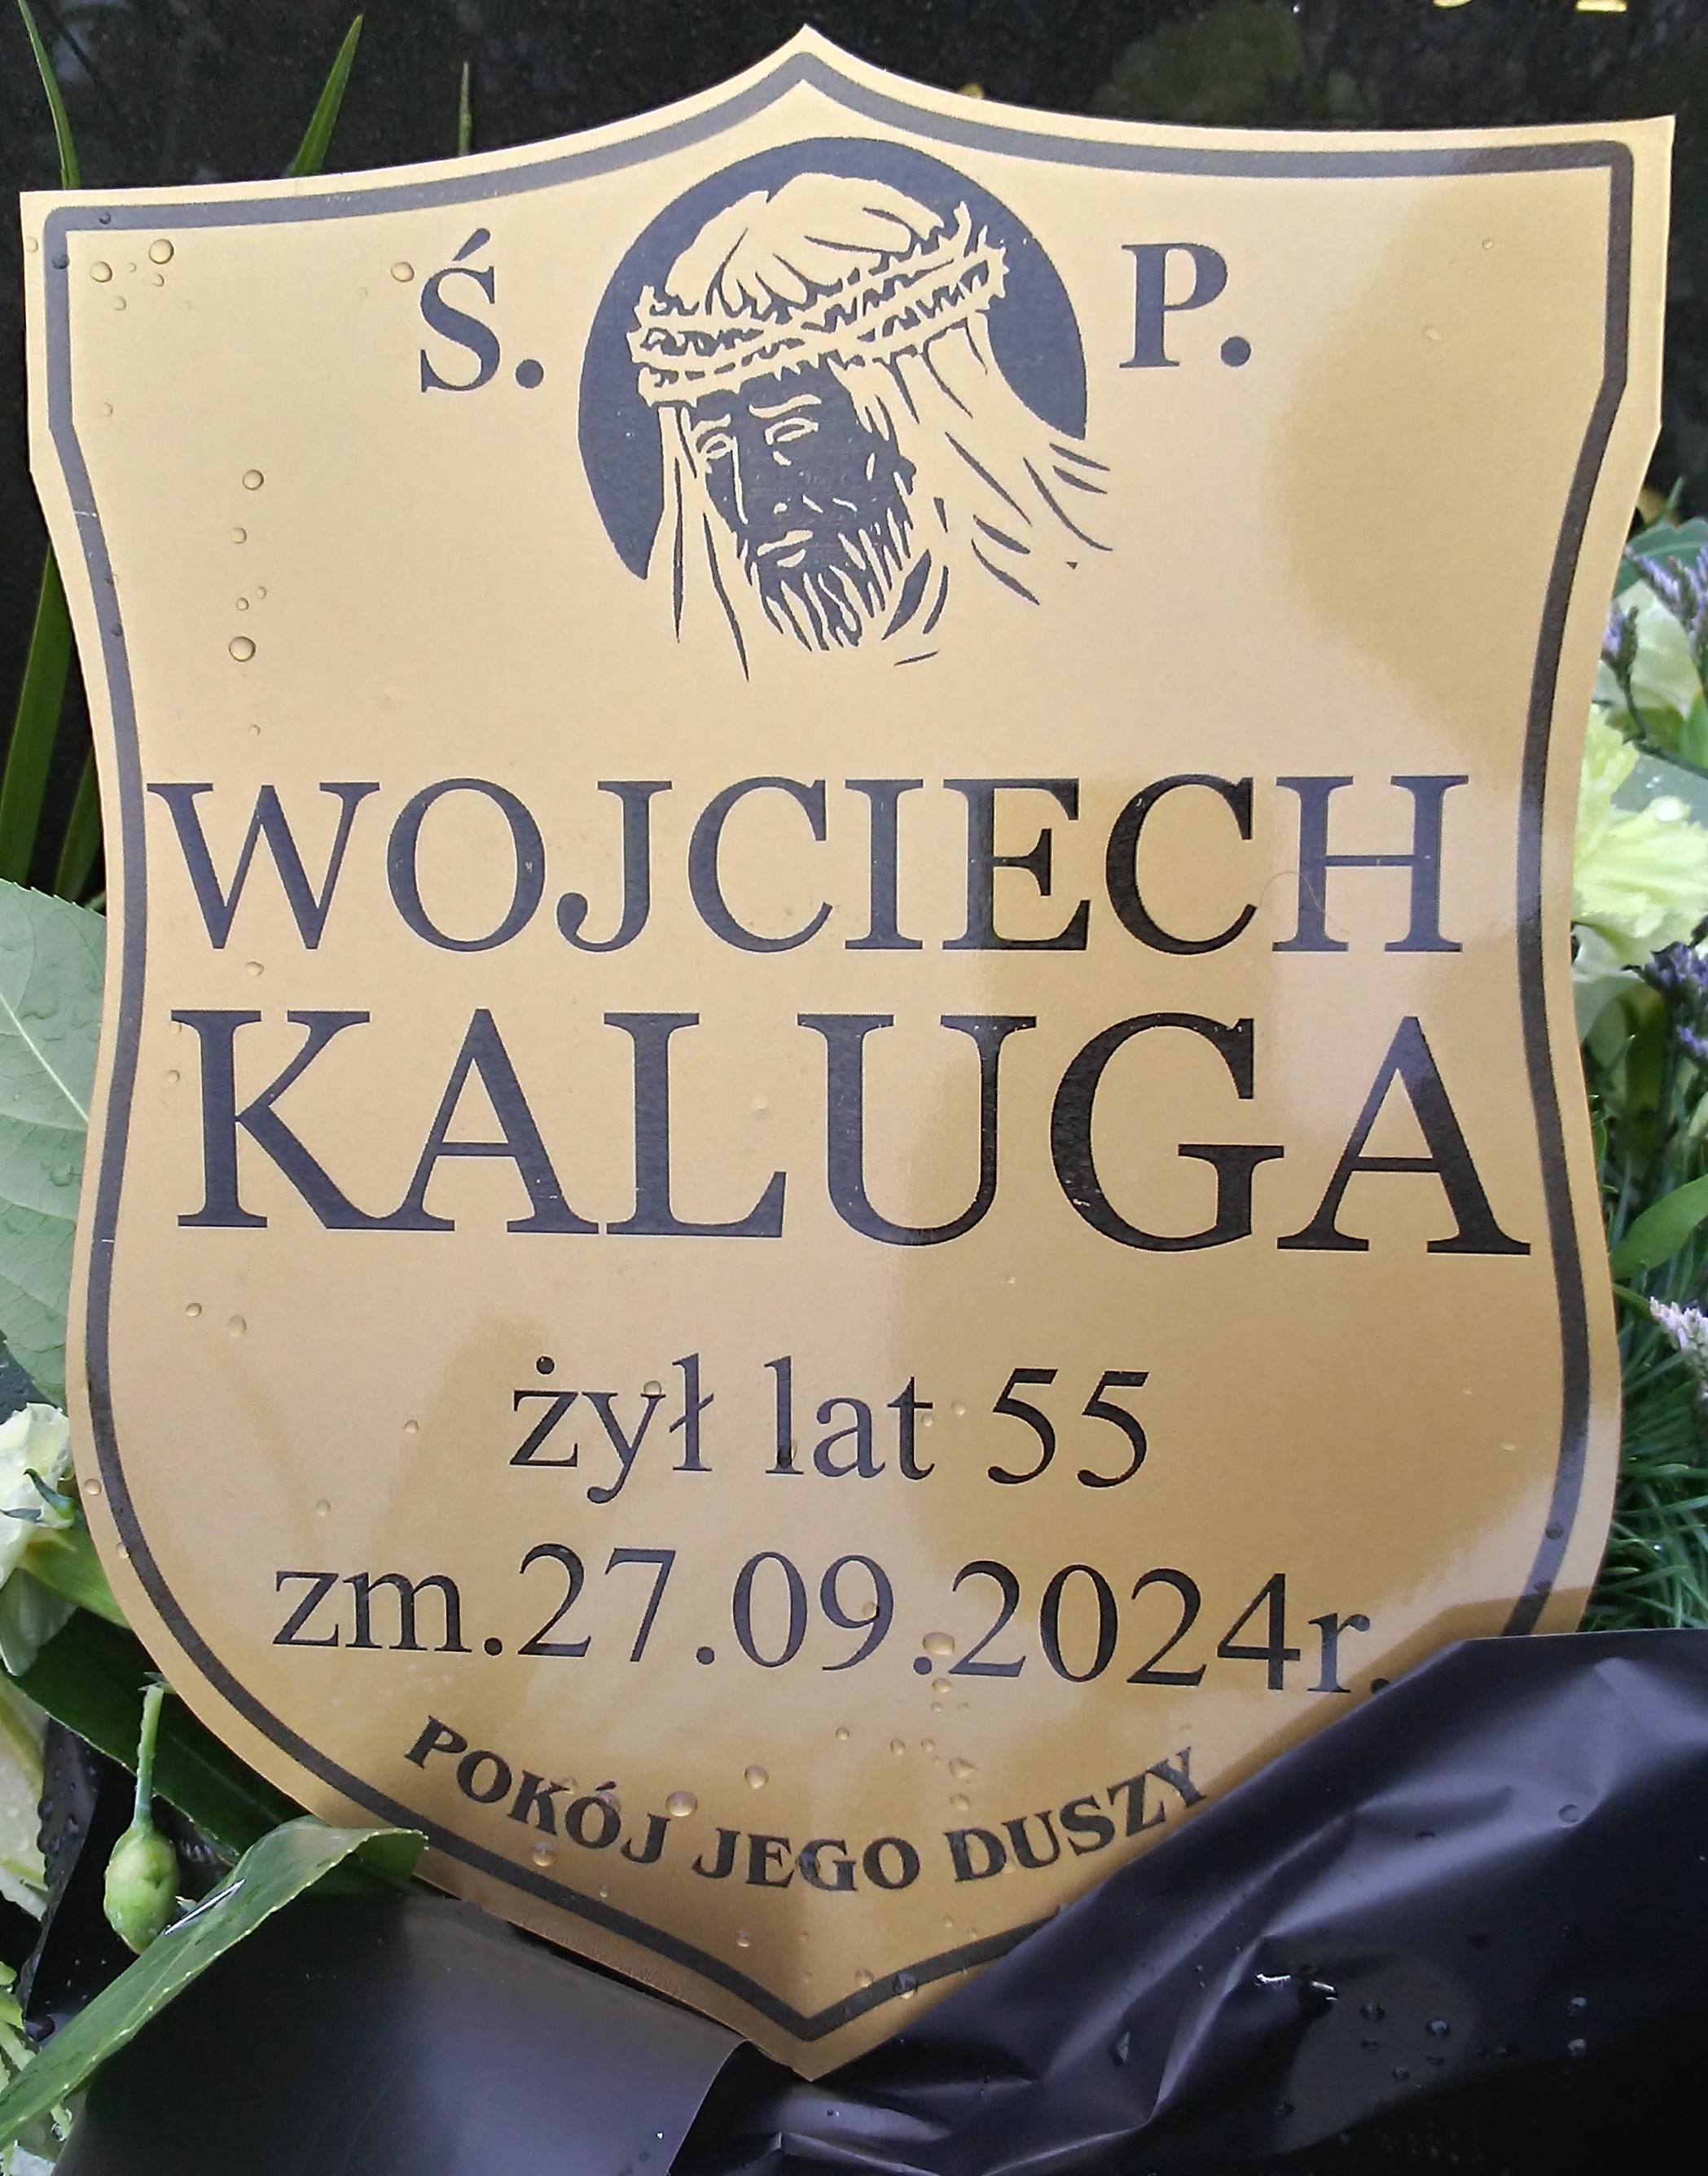 Ś. P.
WOJCIECH
KALUGA
żył lat 55
zm.27.09.2024r.
POKÓJ JEGO DUSZY